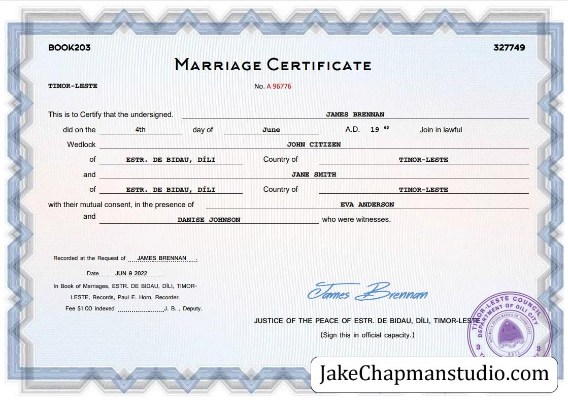 BOOK203 327749
MARRIAGE CERTIFICATE
TIMOR-LESTE No. A 96776
This is to Certify that the undersigned. JAMES BRENNAN
did on the 4th day of June A.D. 19 Join in lawful
Wedlock JOHN CITIZEN
of ESTR. DE BIDAU, DÍLI Country of TIMOR-LESTE
and JANE SMITH
of ESTR. DE BIDAU, DÍLI Country of TIMOR-LESTE
with their mutual consent, in the presence of EVA ANDERSON
and DANISE JOHNSON who were witnesses.
Recorded at the Request of JAMES BRENNAN
Date JUN 9 2022
In Book of Marriages, ESTR. DE BIDAU, DÍLI, TIMOR-
LESTE, Records, Paul E. Horn, Recorder.
Fee $1.00 Indexed J. B. , Deputy.
James Brennan
JUSTICE OF THE PEACE OF ESTR. DE BIDAU, DÍLI, TIMOR-LESTE
[Sign this in official capacity.]
TIMOR-LESTE COUNCIL
DEPARTMENT OF DILI CITY
JakeChapmanstudio.com